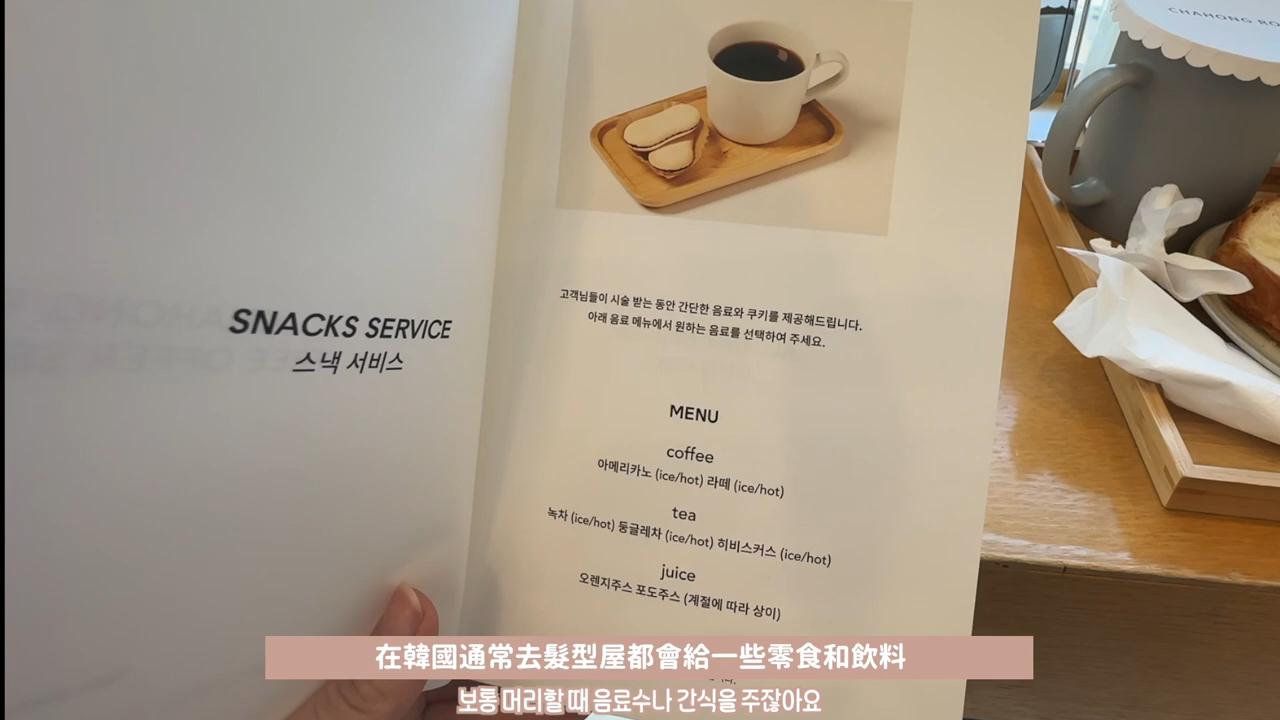 CHAHONG
SNACKS SERVICE
스낵 서비스
고객님들이 시술 받는 동안 간단한 음료와 쿠키를 제공해드립니다.
아래 음료 메뉴에서 원하는 음료를 선택하여 주세요.
MENU
coffee
아메리카노 (ice/hot) 라떼 (ice/hot)
tea
녹차 (ice/hot) 둥글레차 (ice/hot) 히비스커스 (ice/hot)
juice
오렌지주스 포도주스 (계절에 따라 상이)
在韓國通常去髮型屋都會給一些零食和飲料
보통 머리할 때 음료수나 간식을 주잖아요